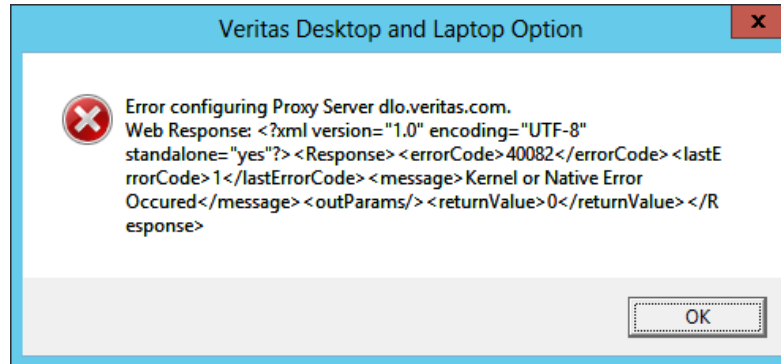 Veritas Desktop and Laptop Option
x
Error configuring Proxy Server dlo.veritas.com.
Web Response: <?xml version="1.0" encoding="UTF-8"
standalone="yes"?><Response><errorCode>40082</errorCode><lastE
rrorCode>1</lastErrorCode><message>Kernel or Native Error
Occured</message><outParams/><returnValue>0</returnValue></R
esponse>
OK